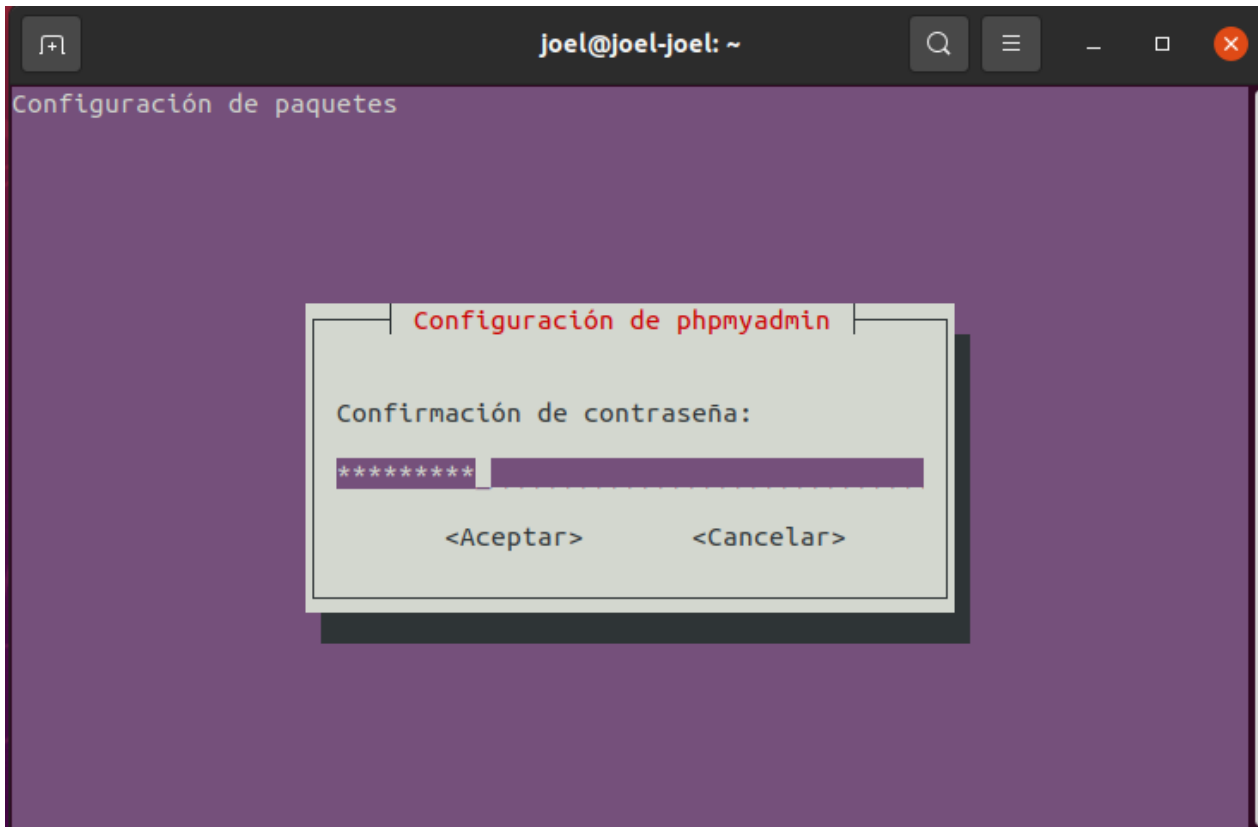 joel@joel-joel: ~
Configuración de paquetes
Configuración de phpmyadmin
Confirmación de contraseña:
*********_
<Aceptar> <Cancelar>